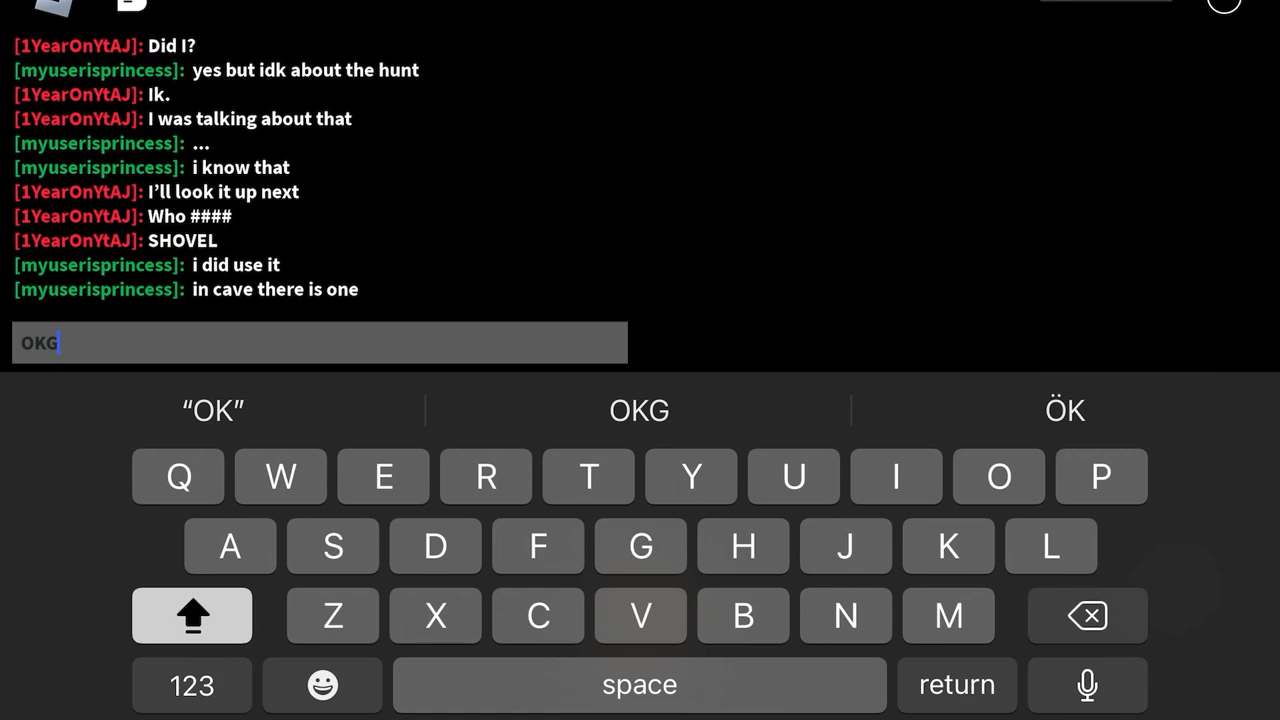 [1YearOnYtAJ]: Did I?
[myuserisprincess]: yes but idk about the hunt
[1YearOnYtAJ]: Ik.
[1YearOnYtAJ]: I was talking about that
[myuserisprincess]: ...
[myuserisprincess]: i know that
[1YearOnYtAJ]: I’ll look it up next
[1YearOnYtAJ]: Who ####
[1YearOnYtAJ]: SHOVEL
[myuserisprincess]: i did use it
[myuserisprincess]: in cave there is one
OKG
“OK” OKG ÖK
Q W E R T Y U I O P
A S D F G H J K L
Z X C V B N M
123 space return